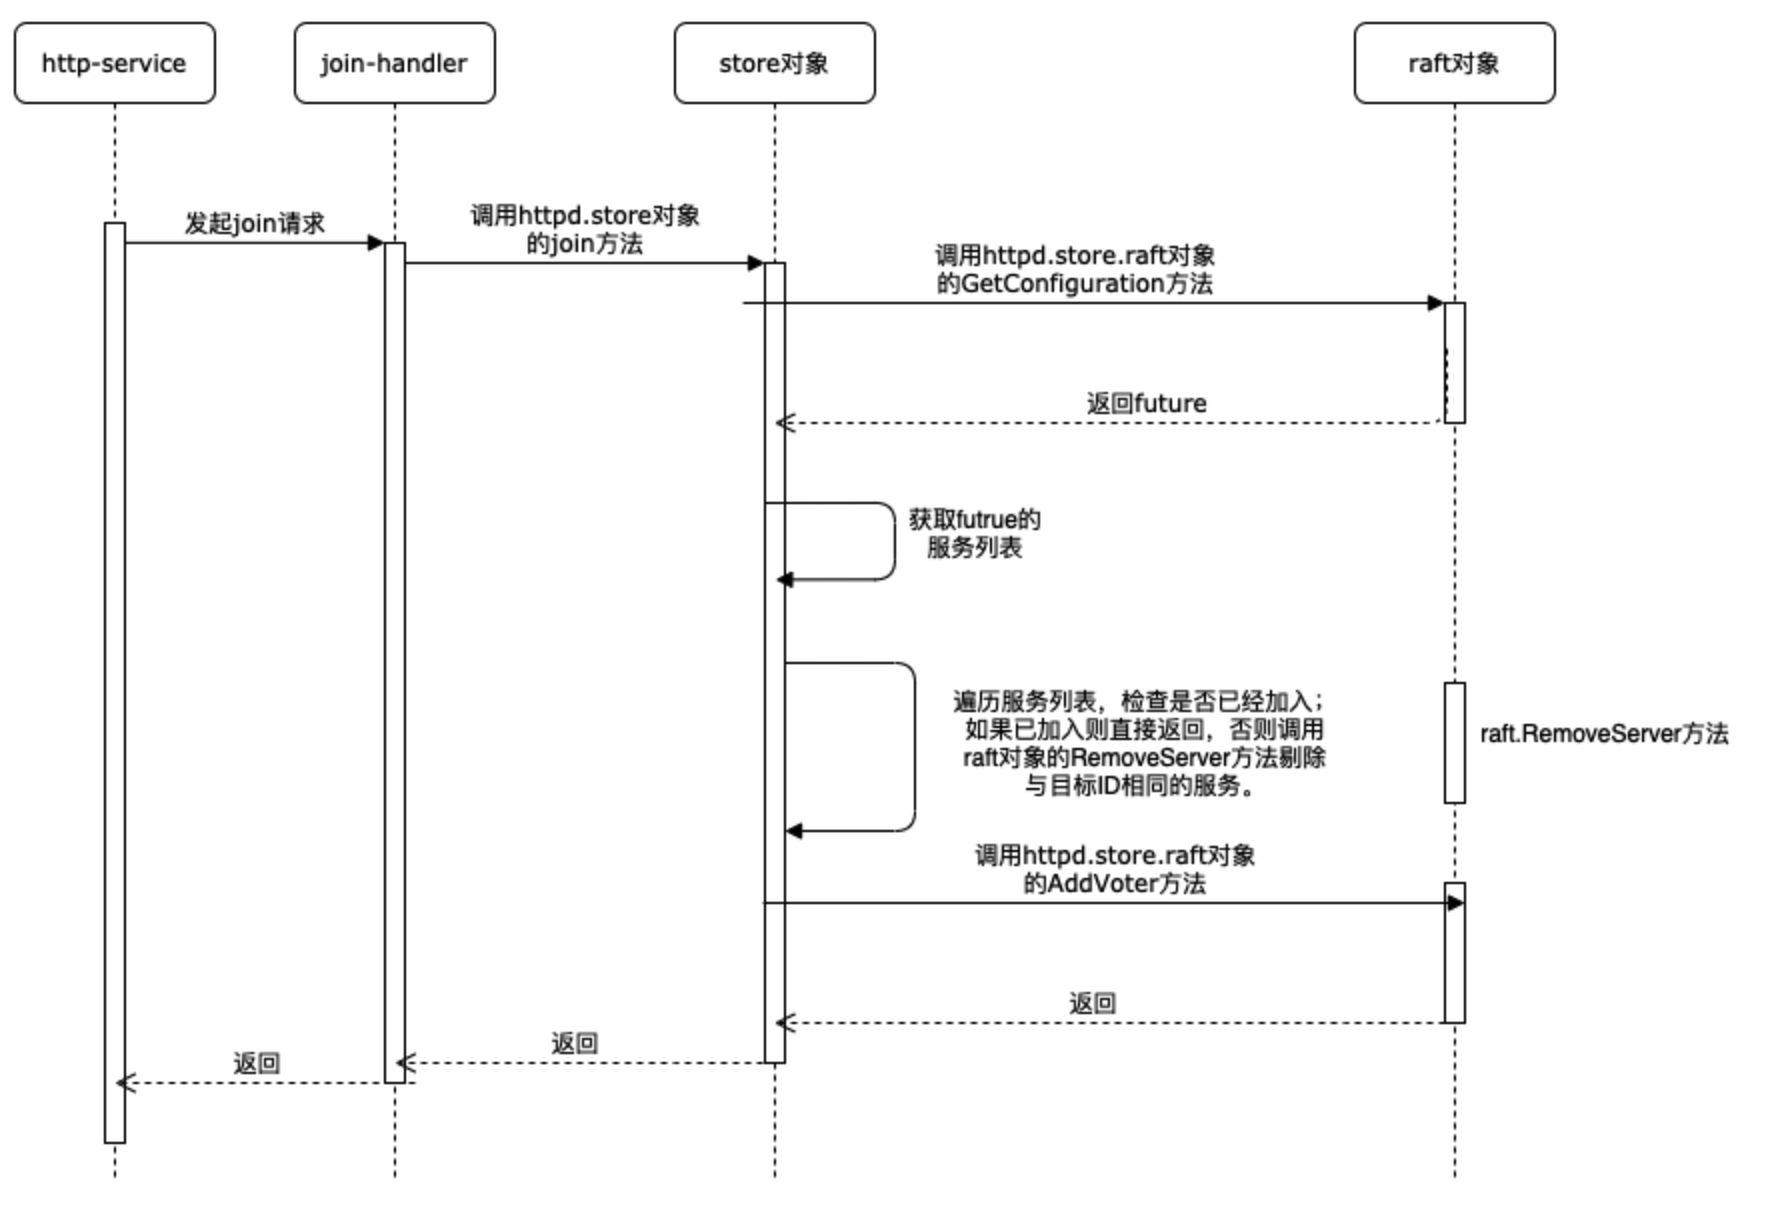 http-service
join-handler
store对象
raft对象
发起join请求
调用httpd.store对象
的join方法
调用httpd.store.raft对象
的GetConfiguration方法
返回future
获取futrue的
服务列表
遍历服务列表，检查是否已经加入；
如果已加入则直接返回，否则调用
raft对象的RemoveServer方法剔除
与目标ID相同的服务。
raft.RemoveServer方法
调用httpd.store.raft对象
的AddVoter方法
返回
返回
返回